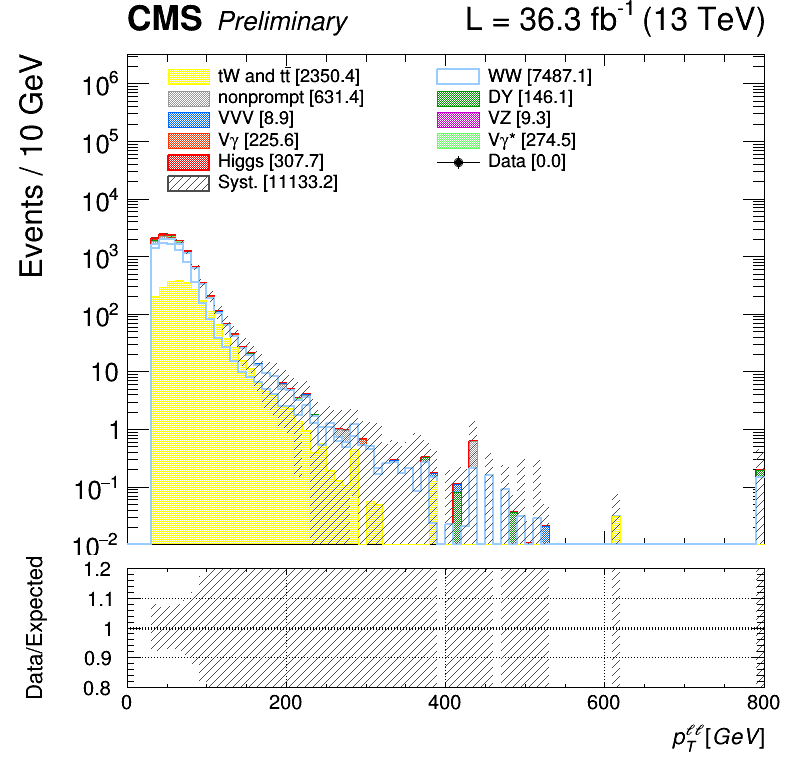 CMS Preliminary L = 36.3 fb⁻¹ (13 TeV)
Events / 10 GeV
tW and tt̄ [2350.4]
WW [7487.1]
nonprompt [631.4]
DY [146.1]
VVV [8.9]
VZ [9.3]
Vγ [225.6]
Vγ* [274.5]
Higgs [307.7]
Data [0.0]
Syst. [11133.2]
10⁶
10⁵
10⁴
10³
10²
10
1
10⁻¹
10⁻²
Data/Expected
1.2
1.1
1
0.9
0.8
0 200 400 600 800
p_T^ℓℓ [GeV]